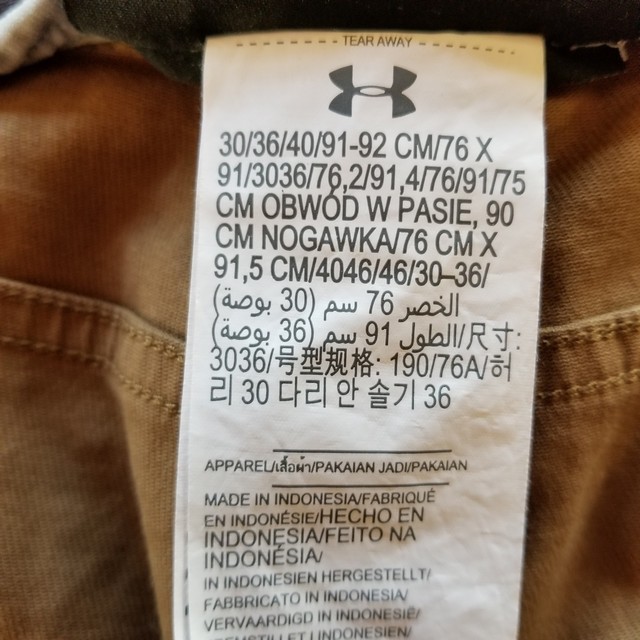 TEAR AWAY
30/36/40/91-92 CM/76 X
91/3036/76,2/91,4/76/91/75
CM OBWÓD W PASIE, 90
CM NOGAWKA/76 CM X
91,5 CM/4046/46/30–36/
الخصر 76 سم (30 بوصة)
الطول 91 سم (36 بوصة)/尺寸:
3036/号型规格: 190/76A/허
리 30 다리 안 솔기 36
APPAREL/เสื้อผ้า/PAKAIAN JADI/PAKAIAN
MADE IN INDONESIA/FABRIQUÉ
EN INDONÉSIE/HECHO EN
INDONESIA/FEITO NA
INDONÉSIA/
IN INDONESIEN HERGESTELLT/
FABBRICATO IN INDONESIA/
VERVAARDIGD IN INDONESIË/
INDONESIEN/